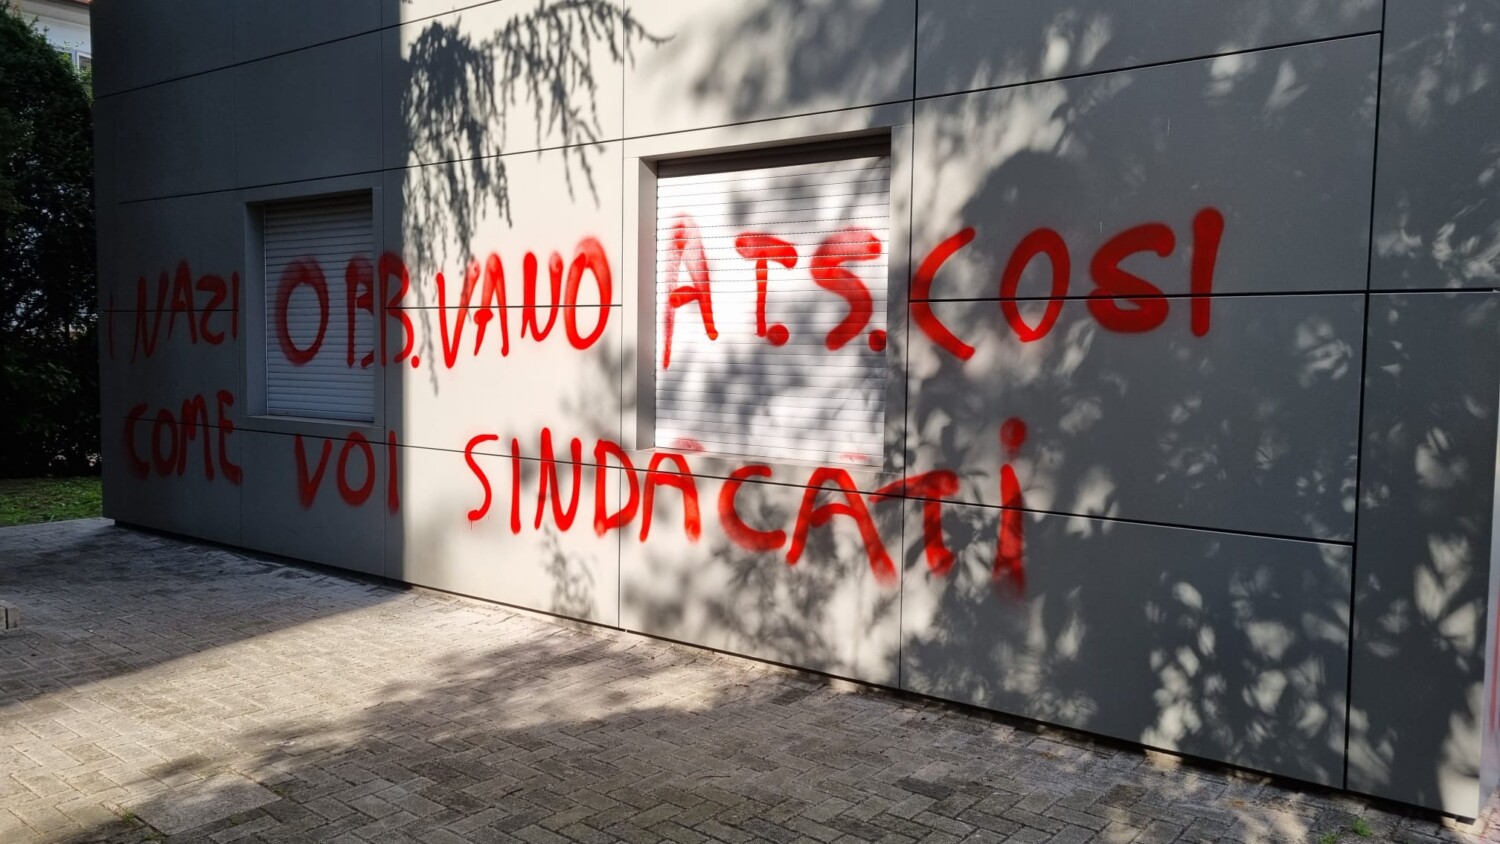 I NAZI OBB.VANO A T.S. COSI
COME VOI SINDACATI